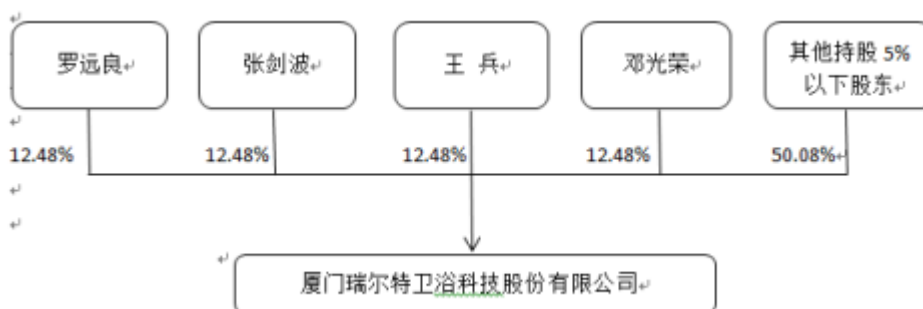 罗远良
张剑波
王 兵
邓光荣
其他持股 5%
以下股东
12.48%
12.48%
12.48%
12.48%
50.08%
厦门瑞尔特卫浴科技股份有限公司